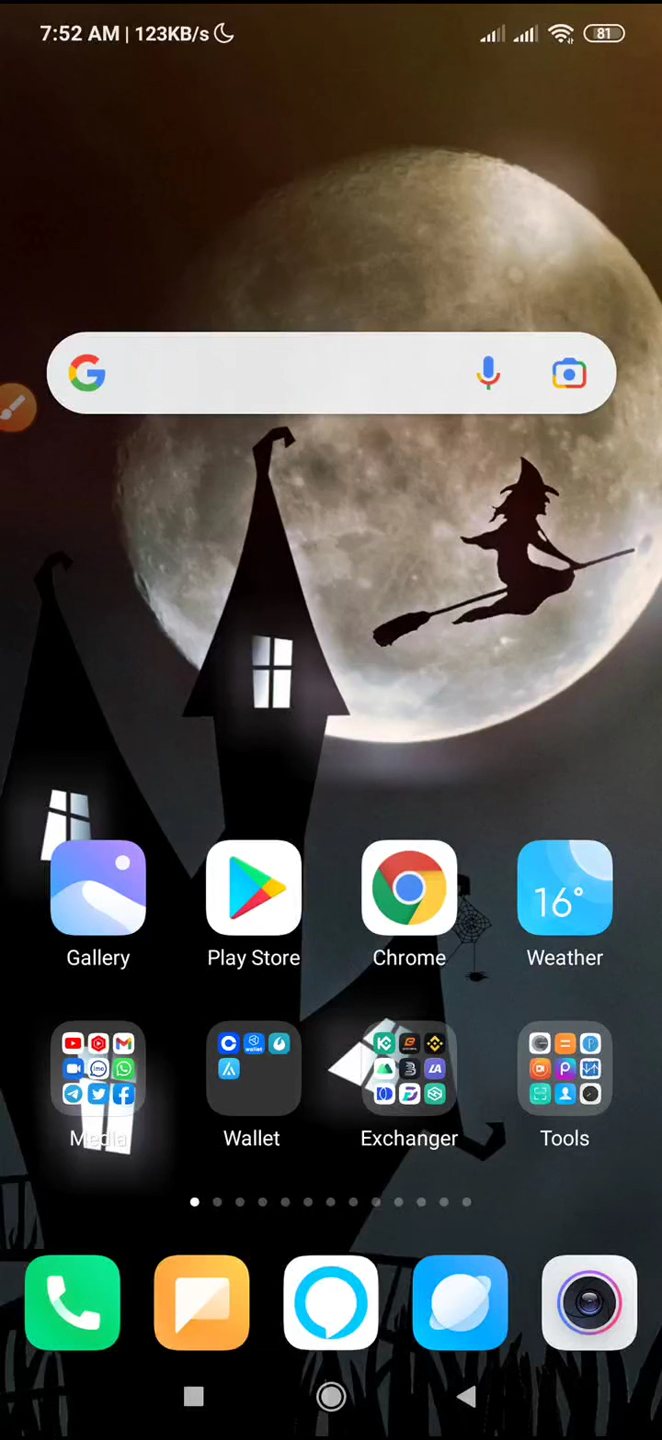 7:52 AM | 123KB/s 81
16°
Gallery Play Store Chrome Weather
Media Wallet Exchanger Tools